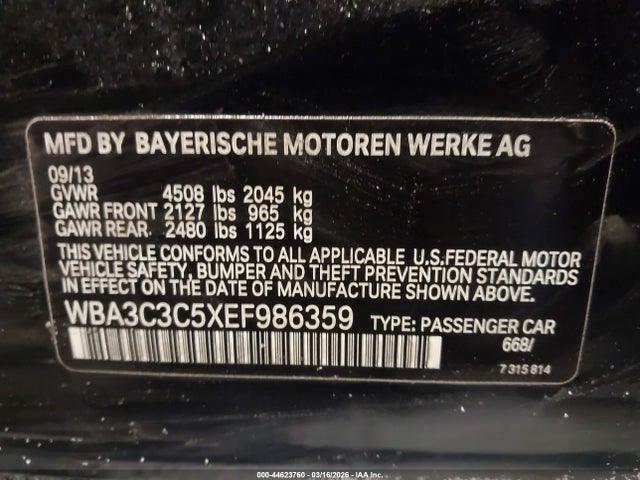 MFD BY BAYERISCHE MOTOREN WERKE AG
09/13
GVWR 4508 lbs 2045 kg
GAWR FRONT 2127 lbs 965 kg
GAWR REAR 2480 lbs 1125 kg
THIS VEHICLE CONFORMS TO ALL APPLICABLE U.S.FEDERAL MOTOR
VEHICLE SAFETY, BUMPER AND THEFT PREVENTION STANDARDS
IN EFFECT ON THE DATE OF MANUFACTURE SHOWN ABOVE.
WBA3C3C5XEF986359 TYPE: PASSENGER CAR
668/
7 315 814
000-44623760 - 03/16/2026 - IAA Inc.